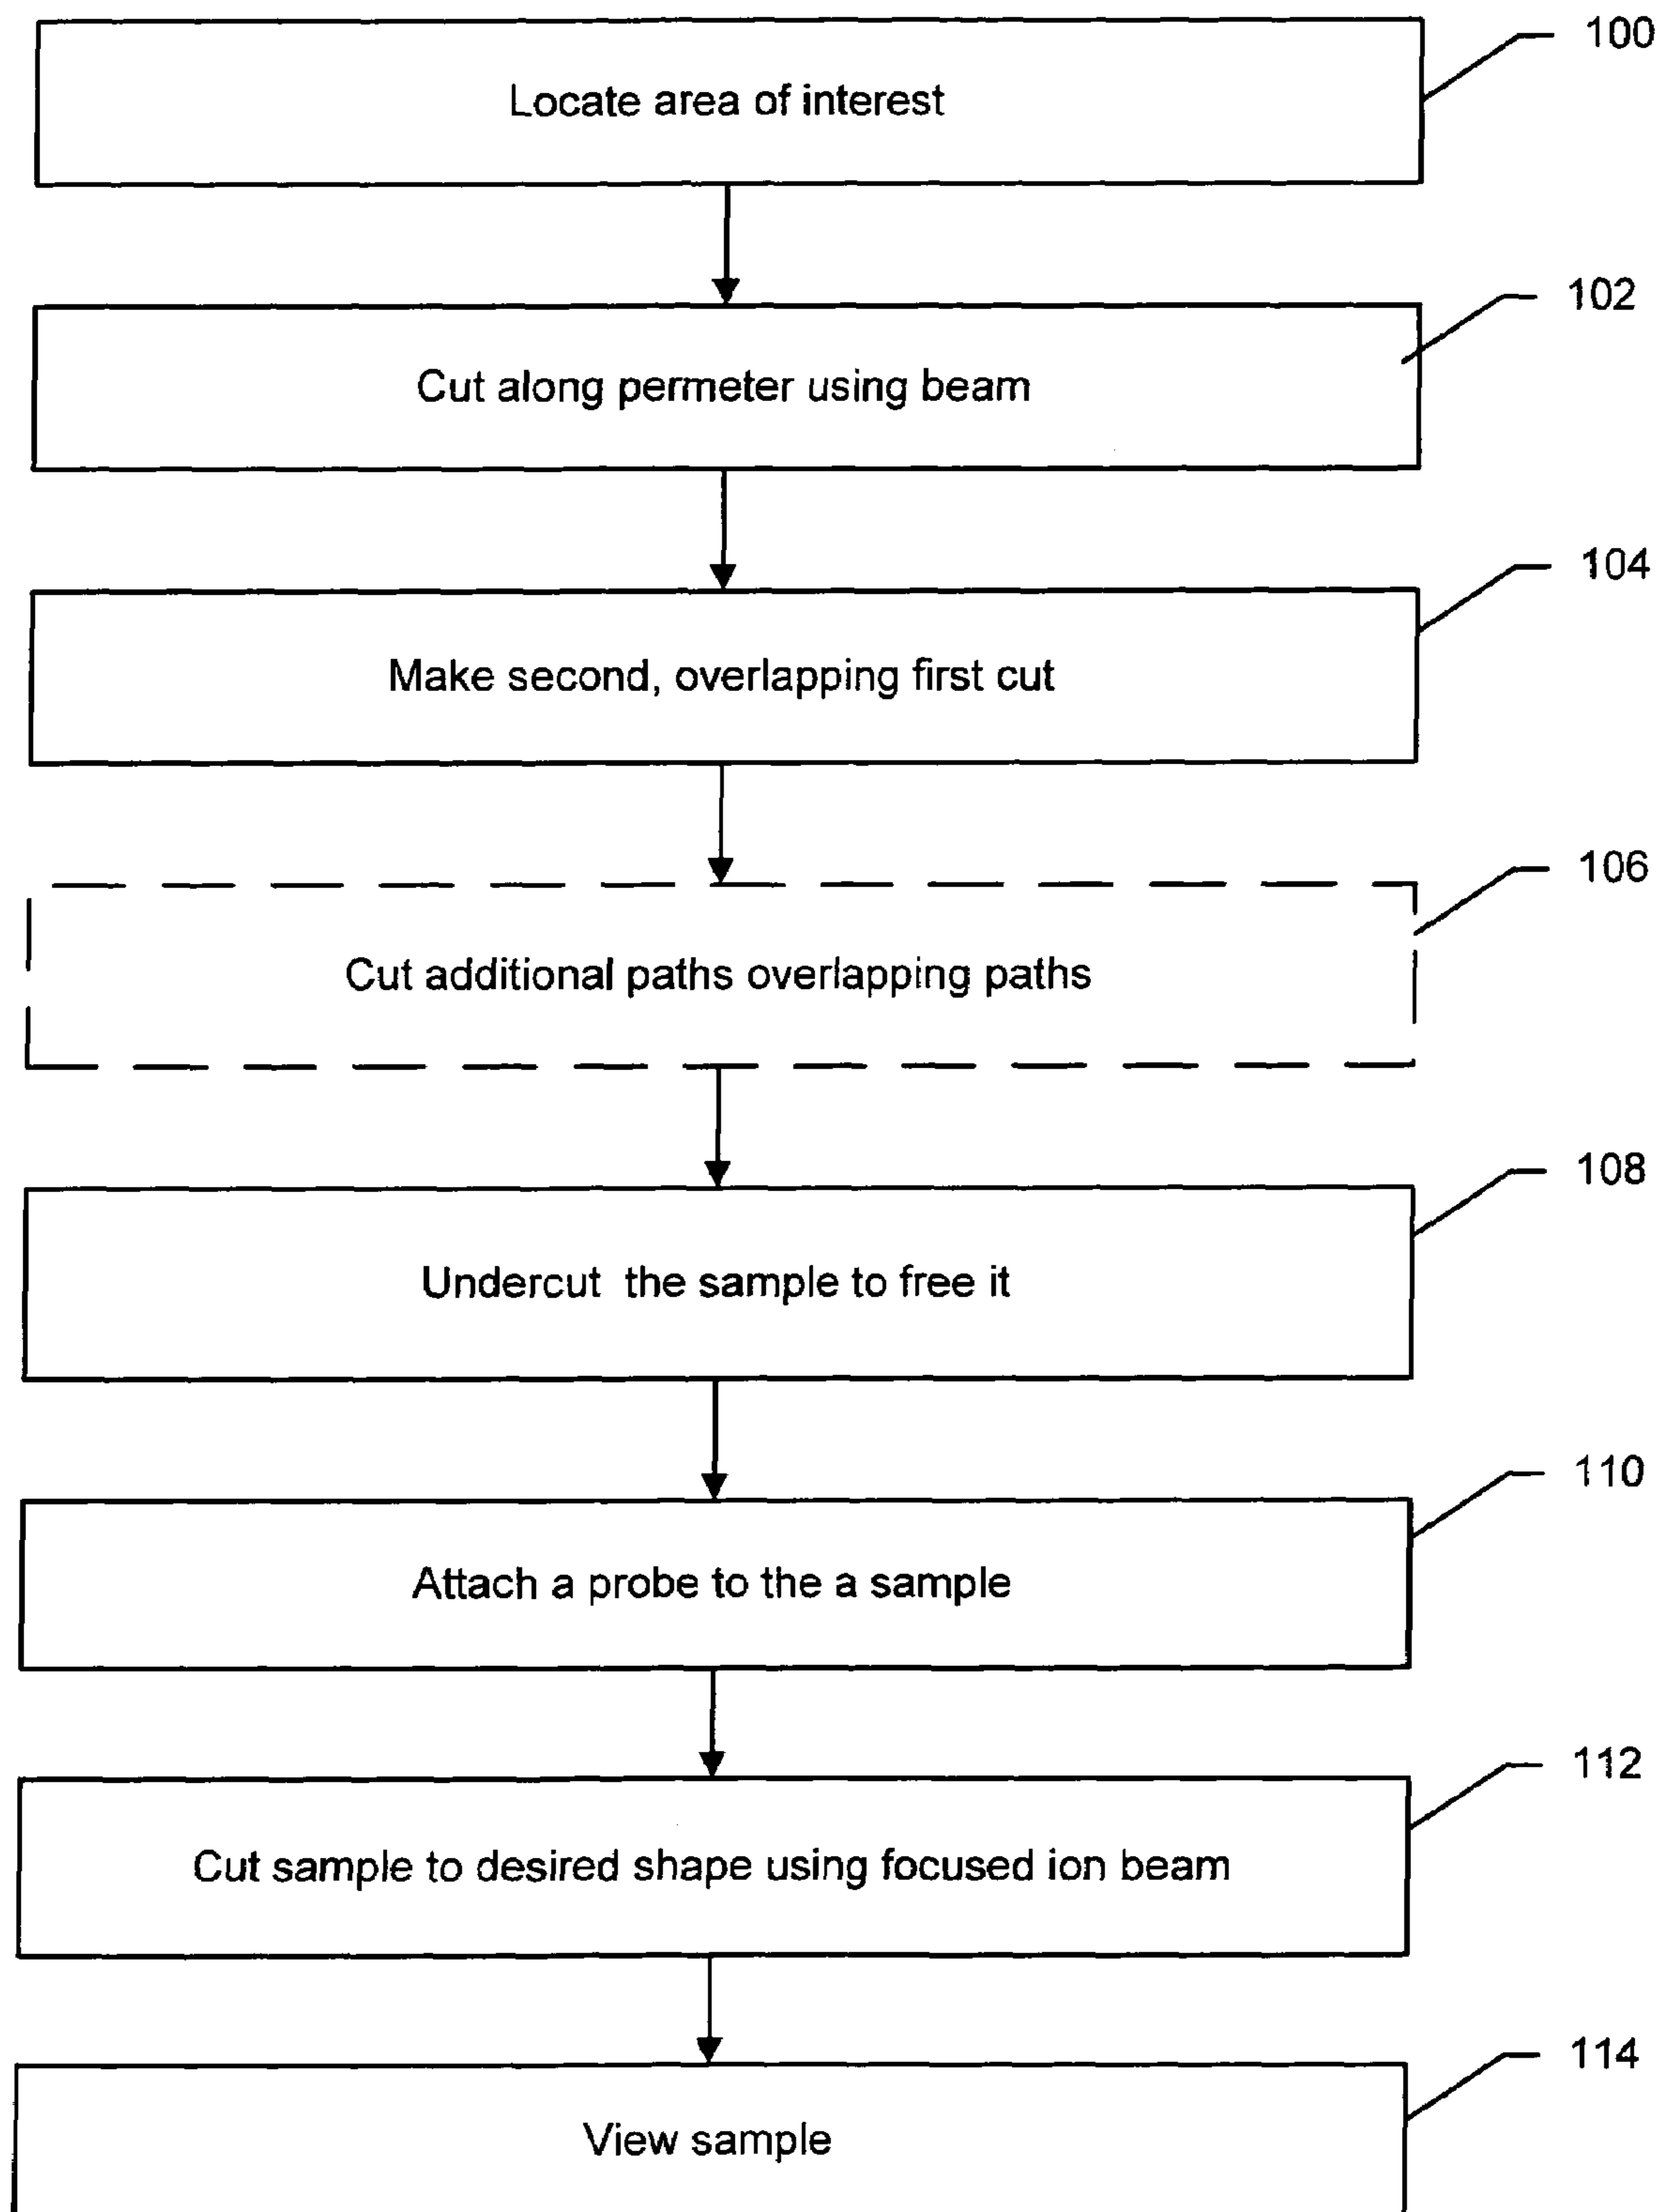 100
Locate area of interest
102
Cut along permeter using beam
104
Make second, overlapping first cut
106
Cut additional paths overlapping paths
108
Undercut the sample to free it
110
Attach a probe to the a sample
112
Cut sample to desired shape using focused ion beam
114
View sample